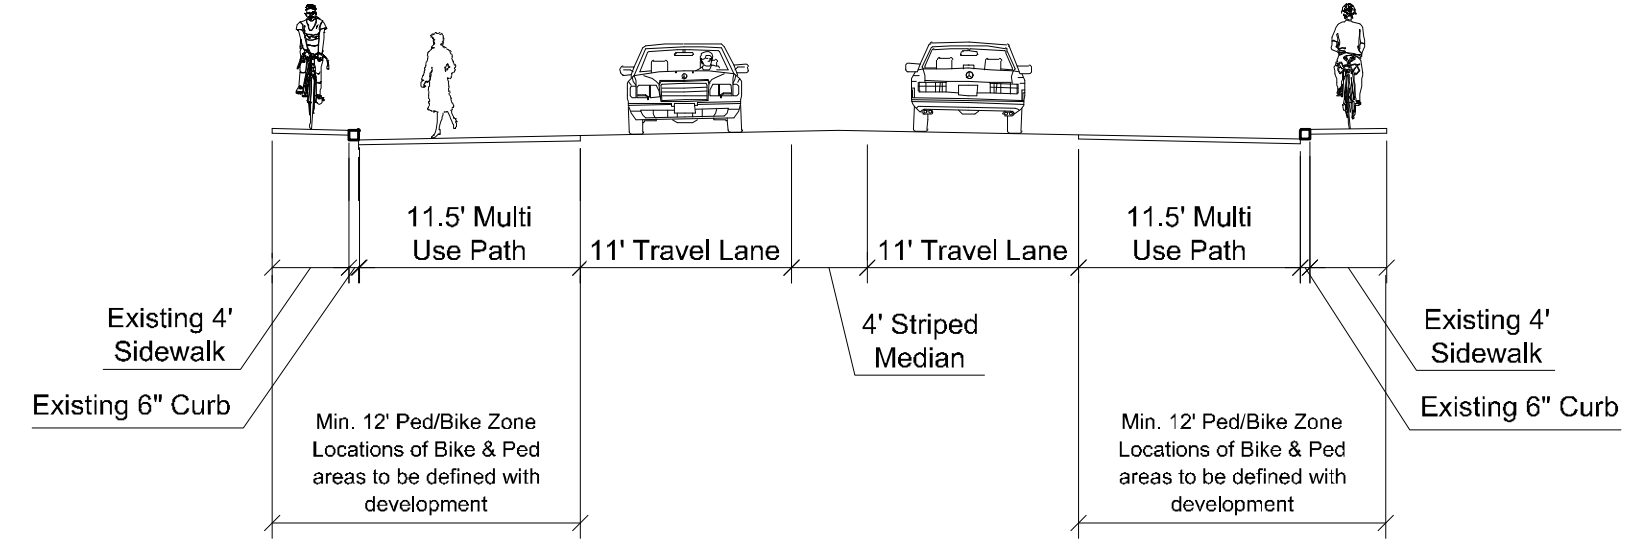 11.5' Multi
Use Path
11' Travel Lane
11' Travel Lane
11.5' Multi
Use Path
Existing 4'
Sidewalk
Existing 6" Curb
4' Striped
Median
Existing 4'
Sidewalk
Existing 6" Curb
Min. 12' Ped/Bike Zone
Locations of Bike & Ped
areas to be defined with
development
Min. 12' Ped/Bike Zone
Locations of Bike & Ped
areas to be defined with
development